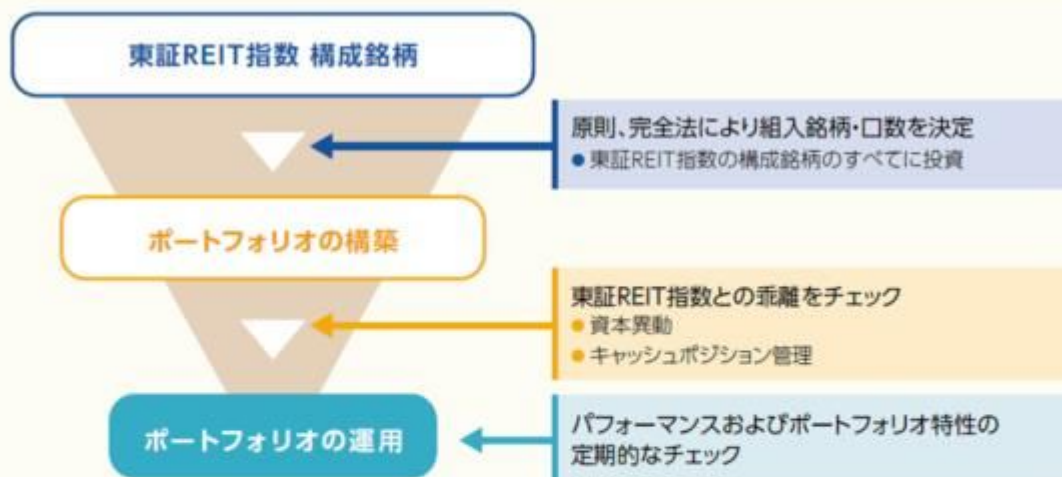 東証REIT指数 構成銘柄
原則、完全法により組入銘柄・口数を決定
● 東証REIT指数の構成銘柄のすべてに投資
ポートフォリオの構築
東証REIT指数との乖離をチェック
● 資本異動
● キャッシュポジション管理
ポートフォリオの運用
パフォーマンスおよびポートフォリオ特性の
定期的なチェック